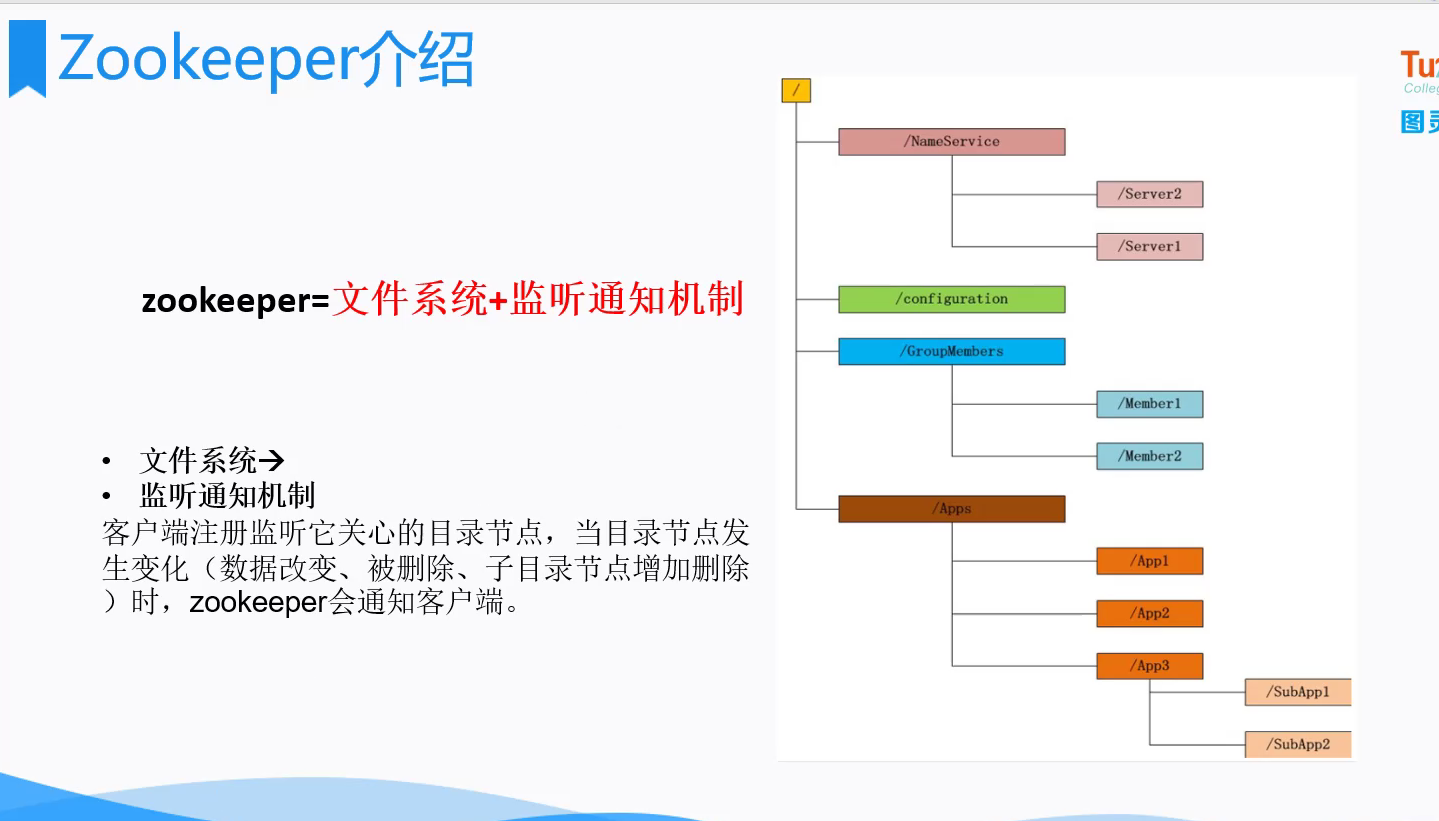 Zookeeper介绍
zookeeper=文件系统+监听通知机制
• 文件系统→
• 监听通知机制
客户端注册监听它关心的目录节点，当目录节点发
生变化（数据改变、被删除、子目录节点增加删除
）时，zookeeper会通知客户端。
/
/NameService
/Server2
/Server1
/configuration
/GroupMembers
/Member1
/Member2
/Apps
/App1
/App2
/App3
/SubApp1
/SubApp2
图